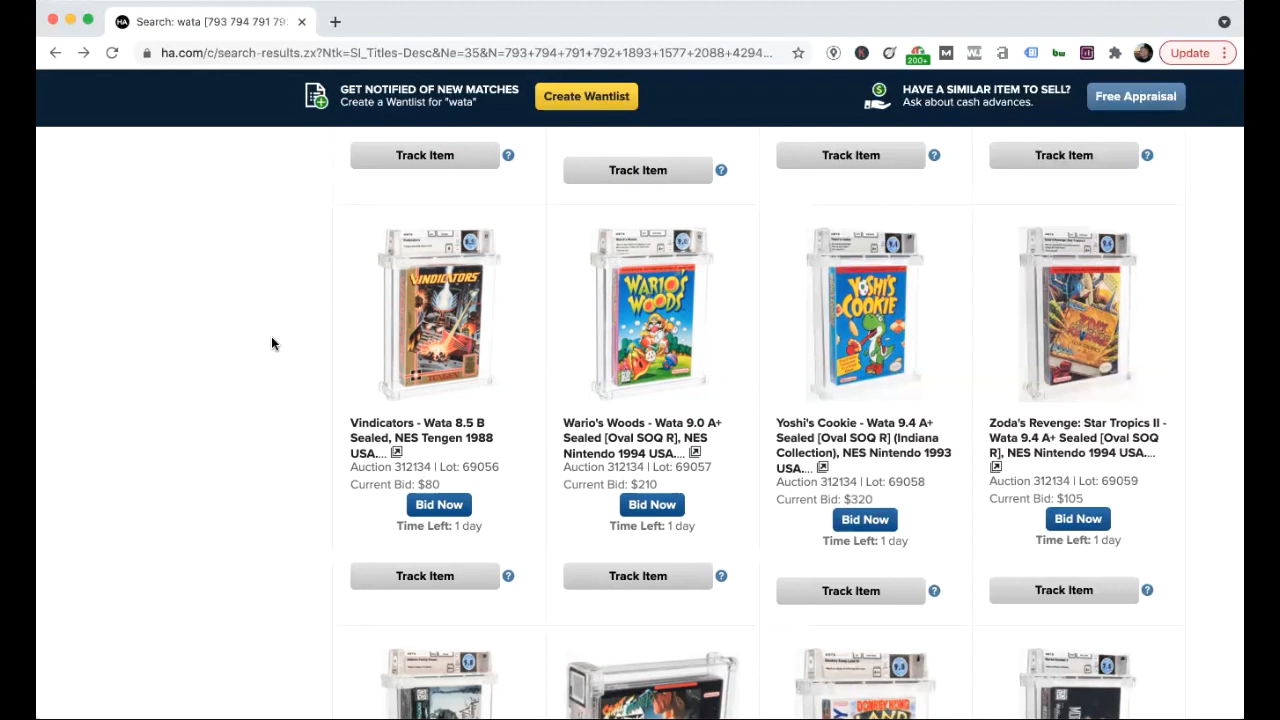 Search: wata [793 794 791 79
ha.com/c/search-results.zx?Ntk=SI_Titles-Desc&Ne=35&N=793+794+791+792+1893+1577+2088+4294...
200+
Update
GET NOTIFIED OF NEW MATCHES
Create a Wantlist for "wata"
Create Wantlist
HAVE A SIMILAR ITEM TO SELL?
Ask about cash advances.
Free Appraisal
Track Item ?
Track Item ?
Track Item ?
Track Item ?
VINDICATORS
WARIO'S WOODS
YOSHI'S COOKIE
Vindicators - Wata 8.5 B
Sealed, NES Tengen 1988
USA....
Auction 312134 | Lot: 69056
Current Bid: $80
Bid Now
Time Left: 1 day
Track Item ?
Wario's Woods - Wata 9.0 A+
Sealed [Oval SOQ R], NES
Nintendo 1994 USA....
Auction 312134 | Lot: 69057
Current Bid: $210
Bid Now
Time Left: 1 day
Track Item ?
Yoshi's Cookie - Wata 9.4 A+
Sealed [Oval SOQ R] (Indiana
Collection), NES Nintendo 1993
USA....
Auction 312134 | Lot: 69058
Current Bid: $320
Bid Now
Time Left: 1 day
Track Item ?
Zoda's Revenge: Star Tropics II -
Wata 9.4 A+ Sealed [Oval SOQ
R], NES Nintendo 1994 USA....
Auction 312134 | Lot: 69059
Current Bid: $105
Bid Now
Time Left: 1 day
Track Item ?
DONKEY KONG